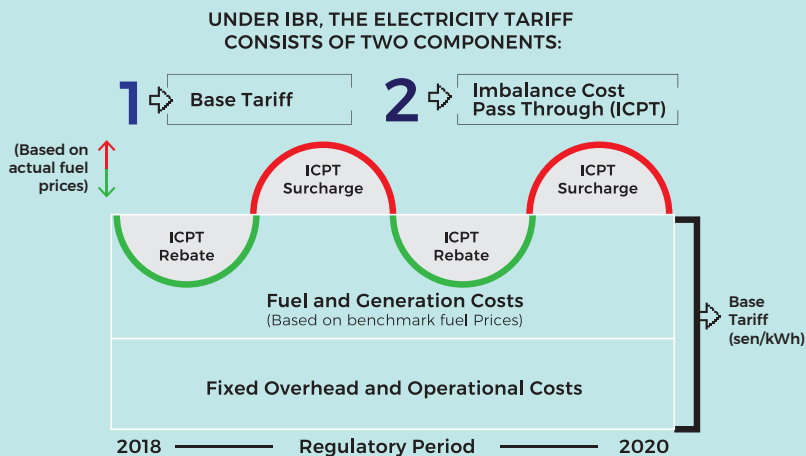 UNDER IBR, THE ELECTRICITY TARIFF
CONSISTS OF TWO COMPONENTS:
1 Base Tariff
2 Imbalance Cost
Pass Through (ICPT)
(Based on
actual fuel
prices)
ICPT
Surcharge
ICPT
Surcharge
ICPT
Rebate
ICPT
Rebate
Fuel and Generation Costs
(Based on benchmark fuel Prices)
Base
Tariff
(sen/kWh)
Fixed Overhead and Operational Costs
2018 Regulatory Period 2020